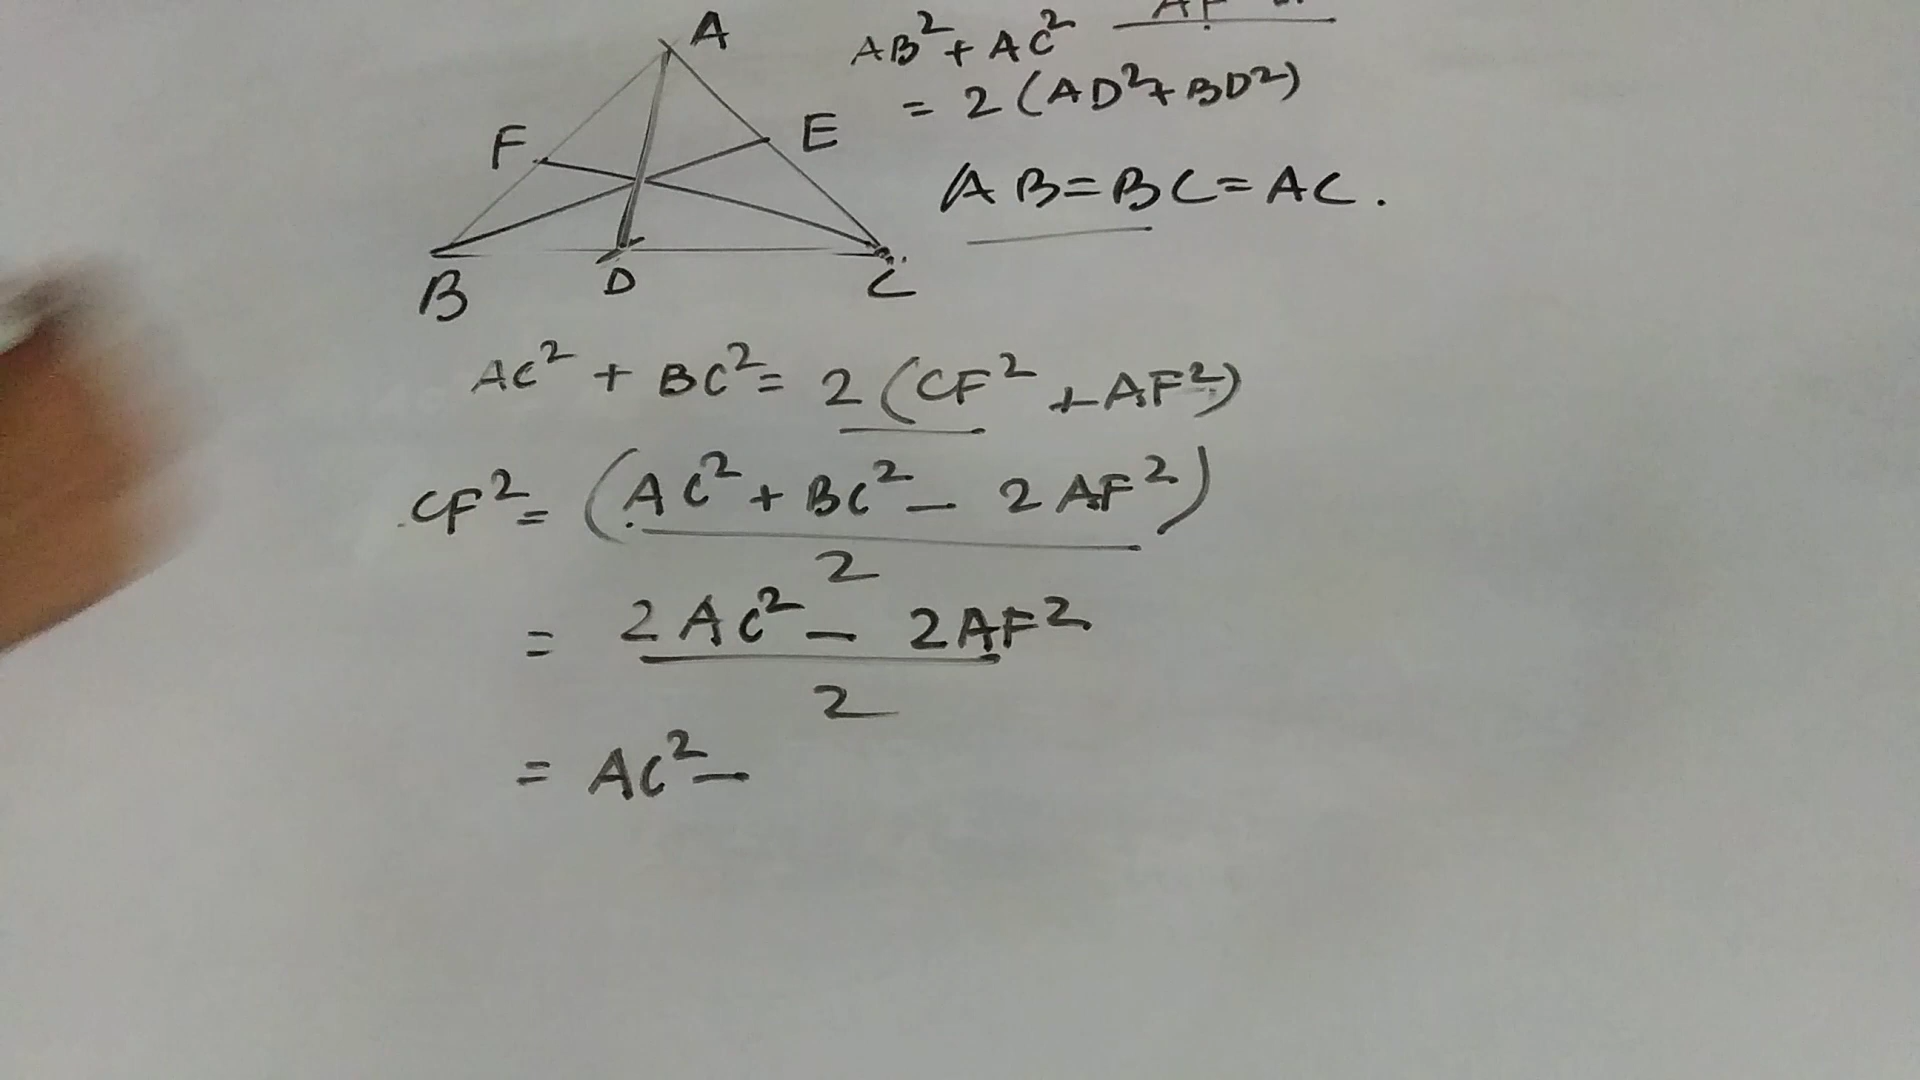 A
AB² + AC²
= 2 (AD² + BD²)
F
E
AB = BC = AC.
B
D
C
AC² + BC² = 2 (CF² + AF²)
CF² = (AC² + BC² - 2AF²)
2
= 2AC² - 2AF²
2
= AC² -